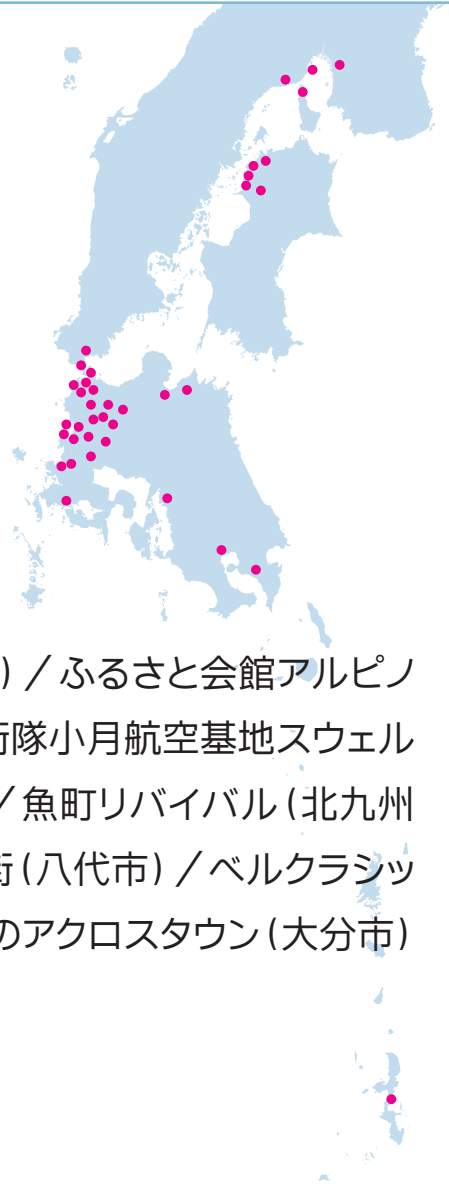 )／ふるさと会館アルピノ
衛隊小月航空基地スウェル
／魚町リバイバル(北九州
街(八代市)／ベルクラシッ
のアクロスタウン(大分市)